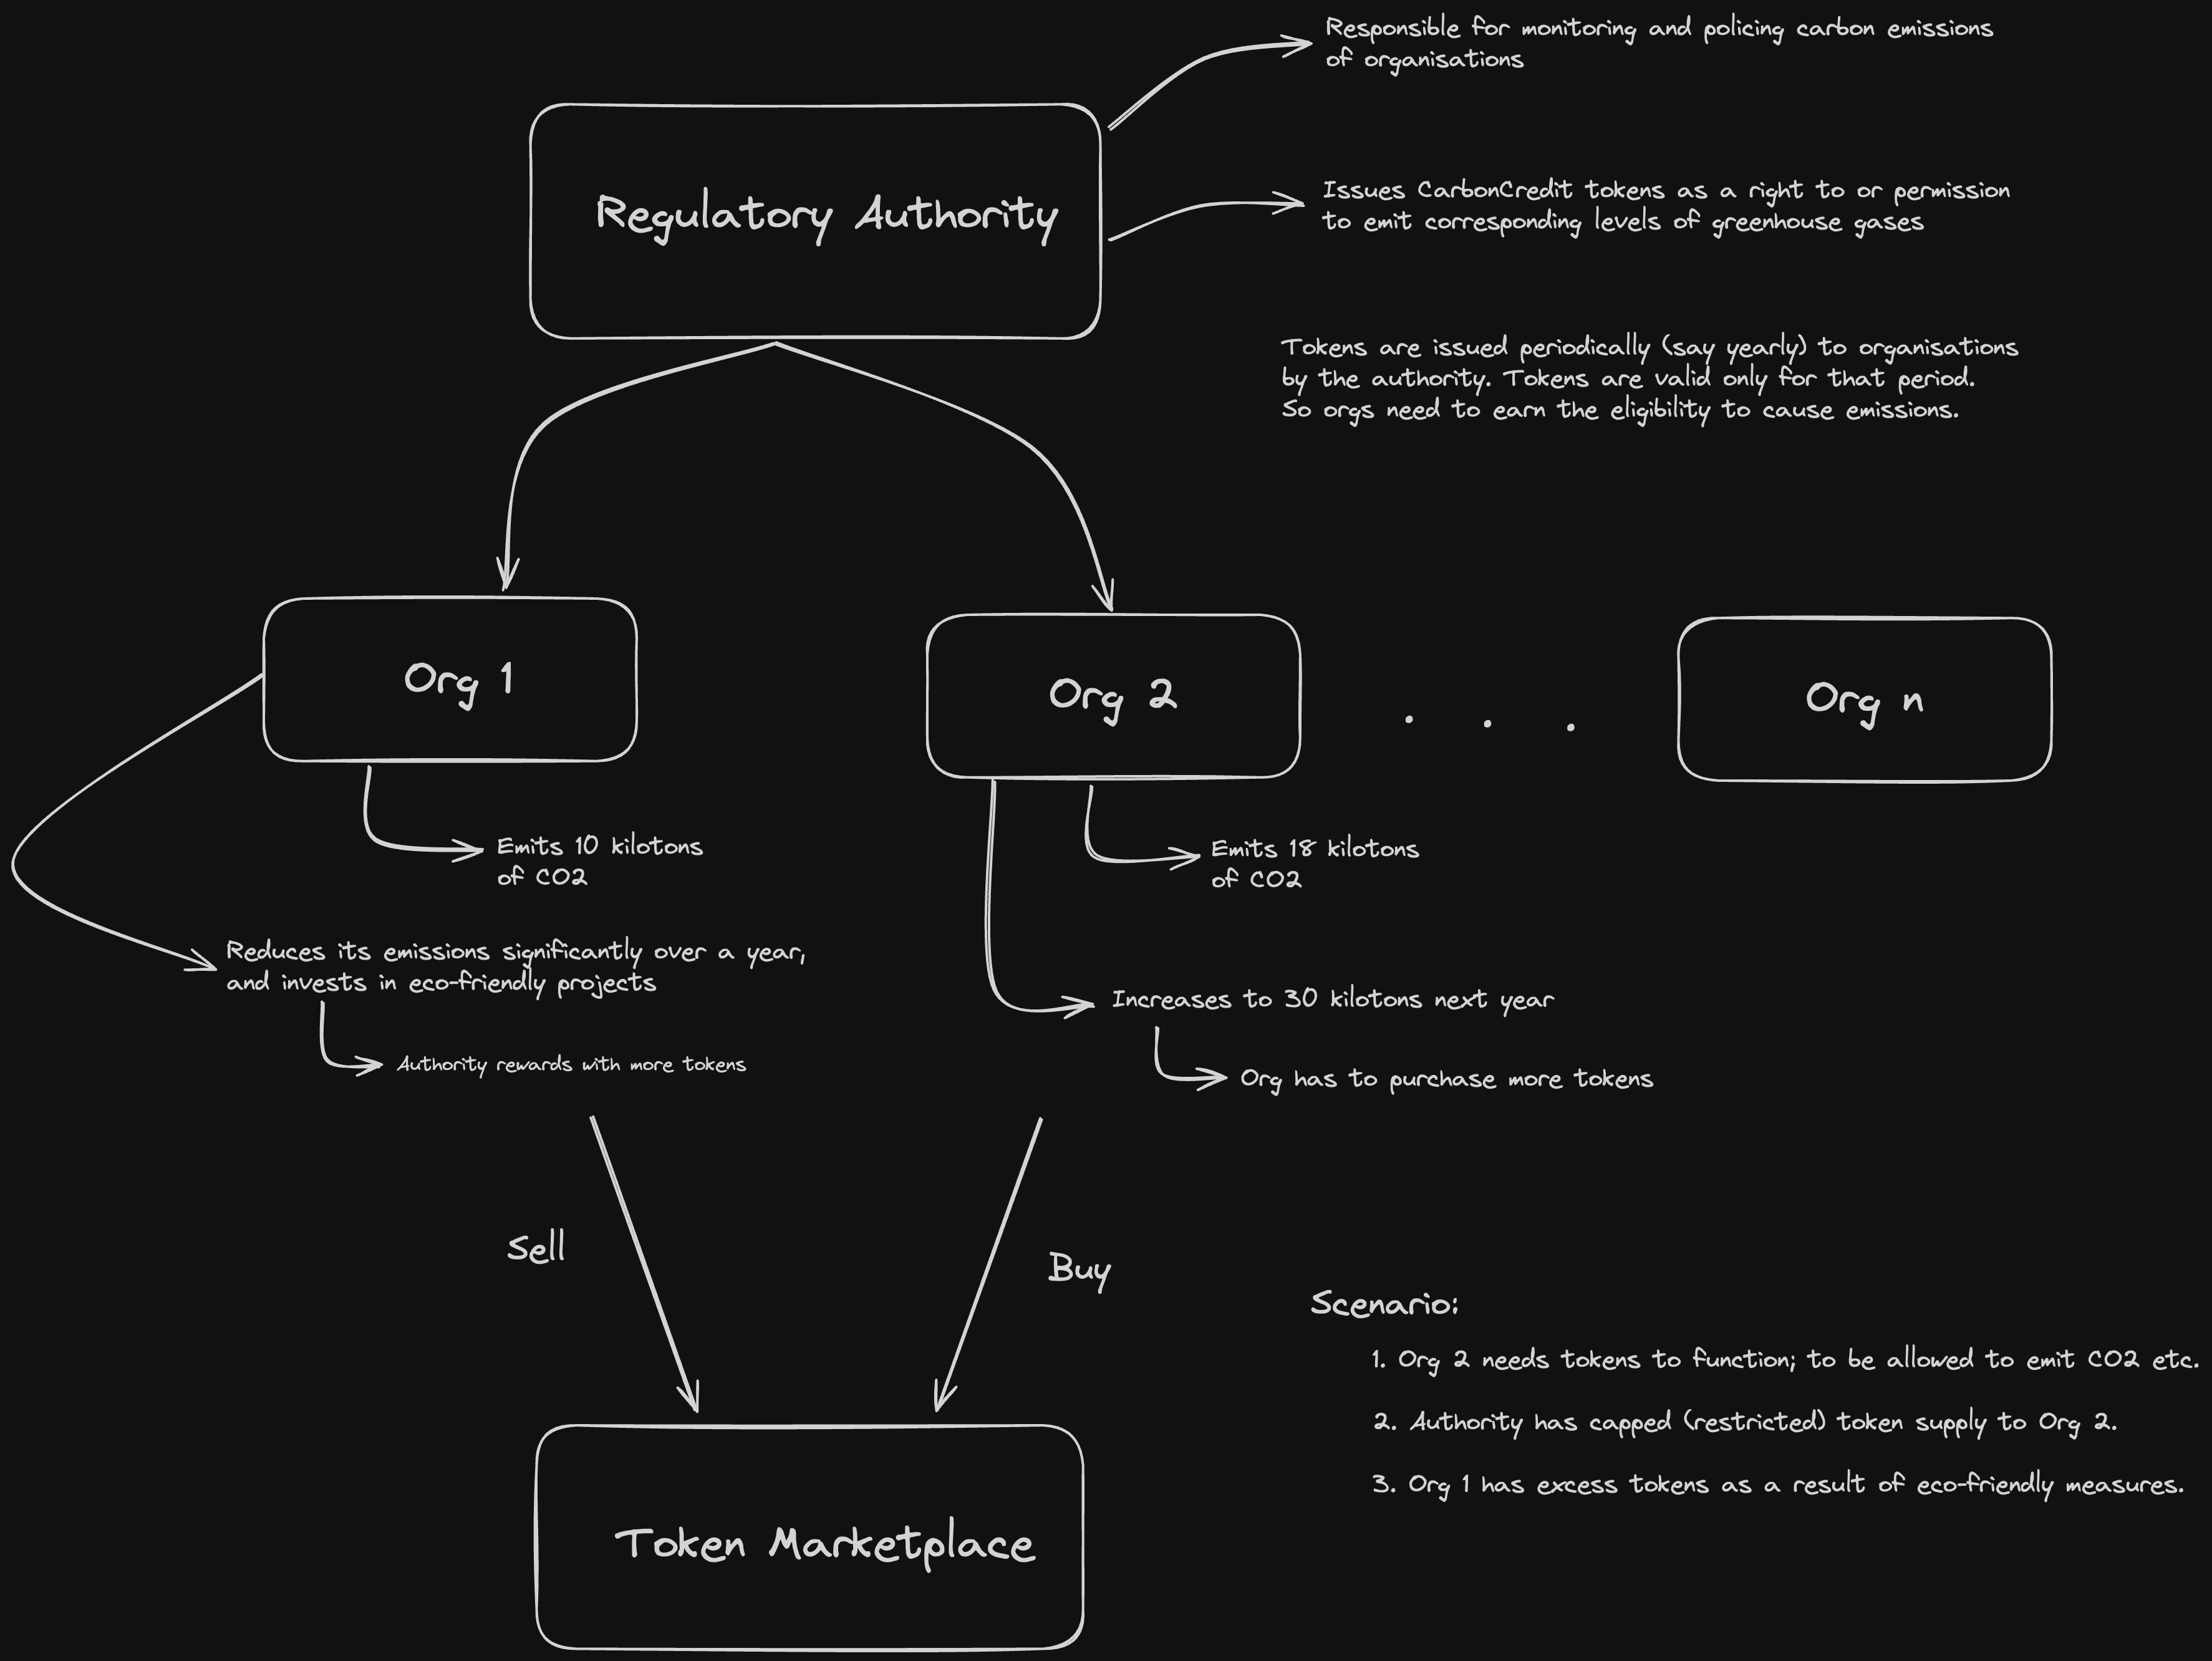 Responsible for monitoring and policing carbon emissions
of organisations
Regulatory Authority
Issues CarbonCredit tokens as a right to or permission
to emit corresponding levels of greenhouse gases
Tokens are issued periodically (say yearly) to organisations
by the authority. Tokens are valid only for that period.
So orgs need to earn the eligibility to cause emissions.
Org 1
Org 2
. . .
Org n
Emits 10 kilotons
of CO2
Emits 18 kilotons
of CO2
Reduces its emissions significantly over a year,
and invests in eco-friendly projects
Increases to 30 kilotons next year
Authority rewards with more tokens
Org has to purchase more tokens
Sell
Buy
Scenario:
1. Org 2 needs tokens to function; to be allowed to emit CO2 etc.
2. Authority has capped (restricted) token supply to Org 2.
3. Org 1 has excess tokens as a result of eco-friendly measures.
Token Marketplace